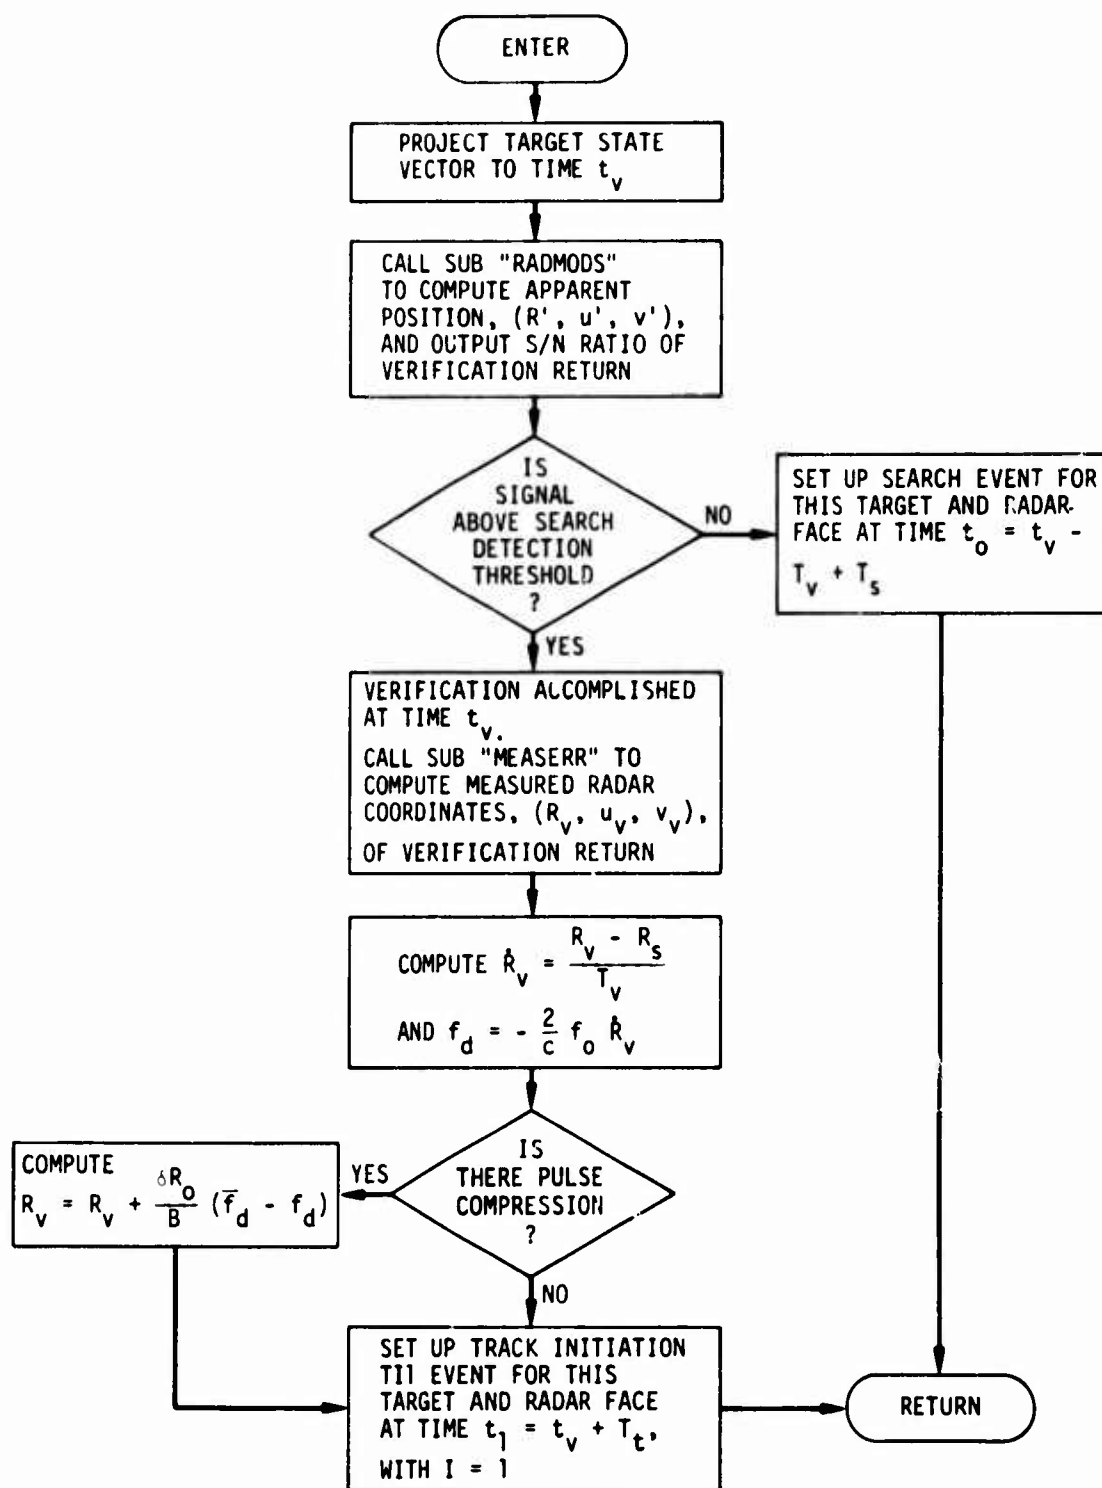 ENTER
PROJECT TARGET STATE
VECTOR TO TIME t_v
CALL SUB "RADMODS"
TO COMPUTE APPARENT
POSITION, (R', u', v'),
AND OUTPUT S/N RATIO OF
VERIFICATION RETURN
IS
SIGNAL
ABOVE SEARCH
DETECTION
THRESHOLD
?
NO
SET UP SEARCH EVENT FOR
THIS TARGET AND RADAR
FACE AT TIME t_o = t_v -
T_v + T_s
YES
VERIFICATION ACCOMPLISHED
AT TIME t_v.
CALL SUB "MEASERR" TO
COMPUTE MEASURED RADAR
COORDINATES, (R_v, u_v, v_v),
OF VERIFICATION RETURN
COMPUTE Ṙ_v = (R_v - R_s) / T_v
AND f_d = - 2/c f_o Ṙ_v
IS
THERE PULSE
COMPRESSION
?
YES
COMPUTE
R_v = R_v + δR_o/B (f̄_d - f_d)
NO
SET UP TRACK INITIATION
TI1 EVENT FOR THIS
TARGET AND RADAR FACE
AT TIME t_1 = t_v + T_t,
WITH I = 1
RETURN